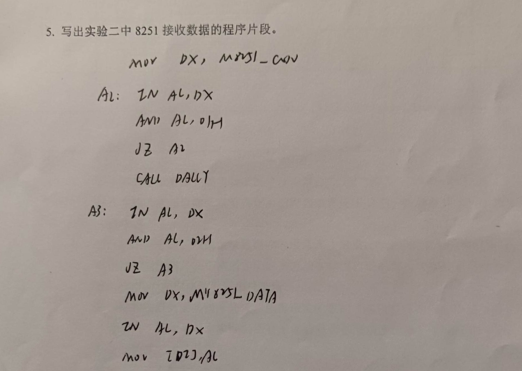 5. 写出实验二中 8251 接收数据的程序片段。
MOV DX, M8251_CON
A2: IN AL, DX
AND AL, 01H
JZ A2
CALL DALLY
A3: IN AL, DX
AND AL, 02H
JZ A3
MOV DX, M8251_DATA
IN AL, DX
MOV [DI], AL